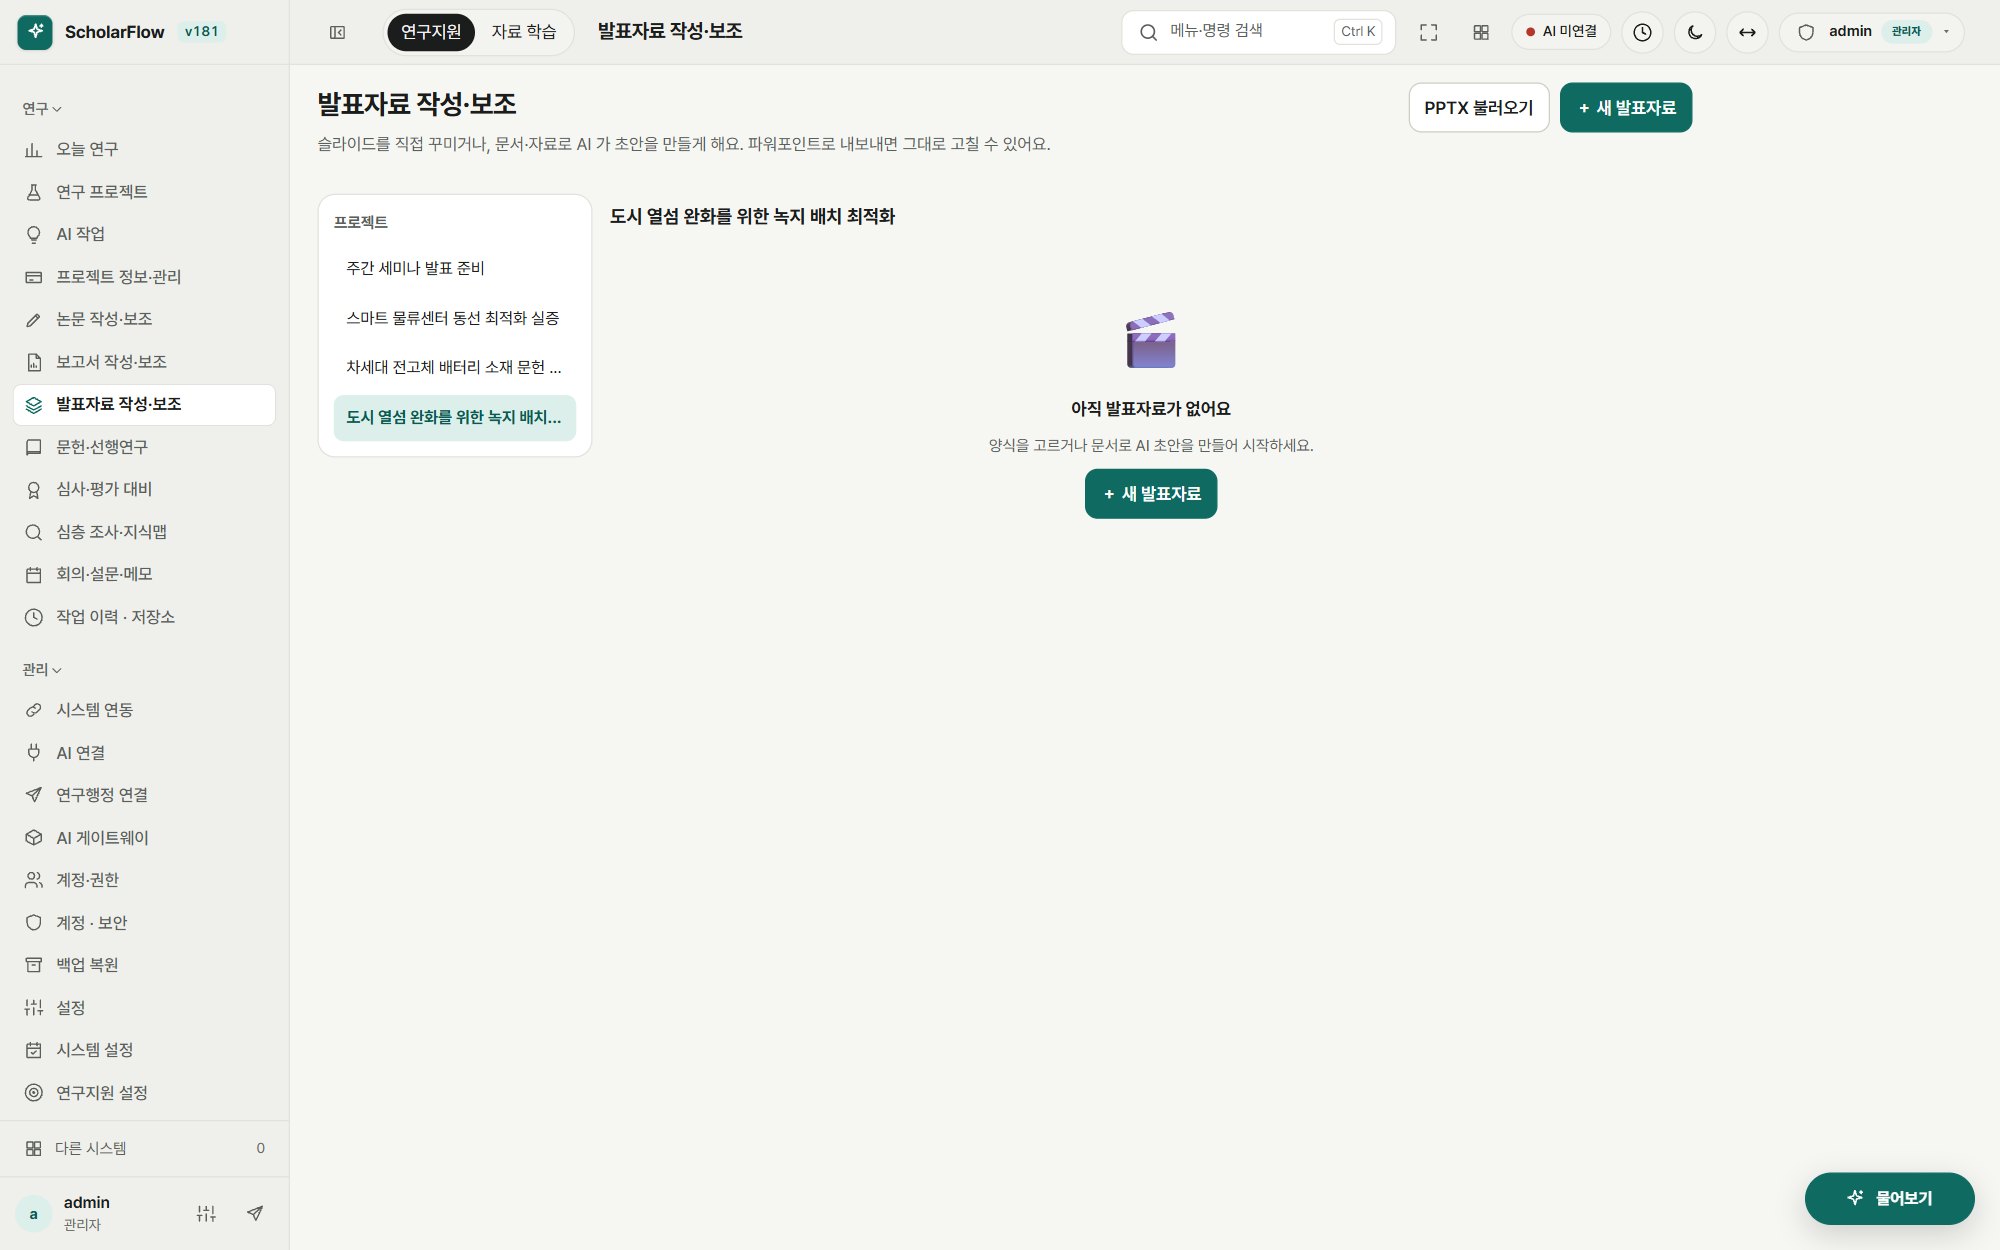 ScholarFlow v181
연구지원 자료 학습 발표자료 작성·보조
메뉴·명령 검색 Ctrl K
AI 미연결
admin 관리자
연구
오늘 연구
연구 프로젝트
AI 작업
프로젝트 정보·관리
논문 작성·보조
보고서 작성·보조
발표자료 작성·보조
문헌·선행연구
심사·평가 대비
심층 조사·지식맵
회의·설문·메모
작업 이력 · 저장소
관리
시스템 연동
AI 연결
연구행정 연결
AI 게이트웨이
계정·권한
계정 · 보안
백업 복원
설정
시스템 설정
연구지원 설정
다른 시스템 0
a
admin
관리자
발표자료 작성·보조
슬라이드를 직접 꾸미거나, 문서·자료로 AI 가 초안을 만들게 해요. 파워포인트로 내보내면 그대로 고칠 수 있어요.
PPTX 불러오기
+ 새 발표자료
프로젝트
주간 세미나 발표 준비
스마트 물류센터 동선 최적화 실증
차세대 전고체 배터리 소재 문헌 ...
도시 열섬 완화를 위한 녹지 배치...
도시 열섬 완화를 위한 녹지 배치 최적화
아직 발표자료가 없어요
양식을 고르거나 문서로 AI 초안을 만들어 시작하세요.
+ 새 발표자료
물어보기